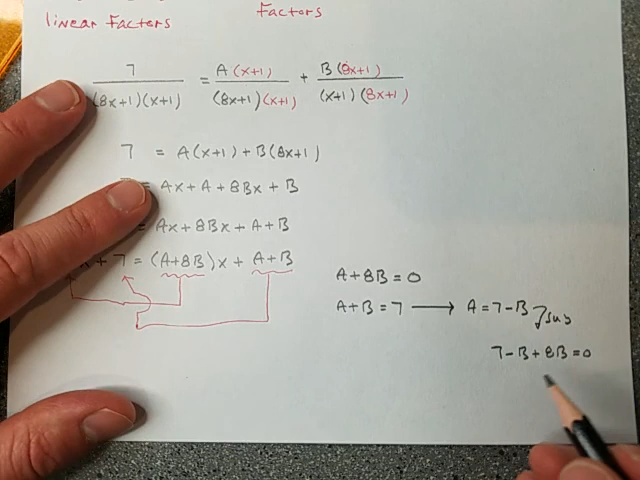 linear Factors
Factors
7 / (8x+1)(x+1) = A(x+1) / (8x+1)(x+1) + B(8x+1) / (x+1)(8x+1)
7 = A(x+1) + B(8x+1)
= Ax + A + 8Bx + B
= Ax + 8Bx + A + B
x + 7 = (A+8B)x + A+B
A + 8B = 0
A + B = 7 → A = 7 - B
sub
7 - B + 8B = 0